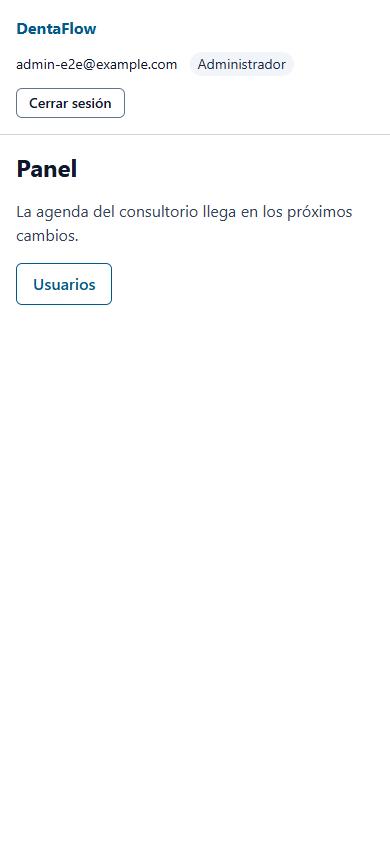 DentaFlow
admin-e2e@example.com Administrador
Cerrar sesión
Panel
La agenda del consultorio llega en los próximos
cambios.
Usuarios